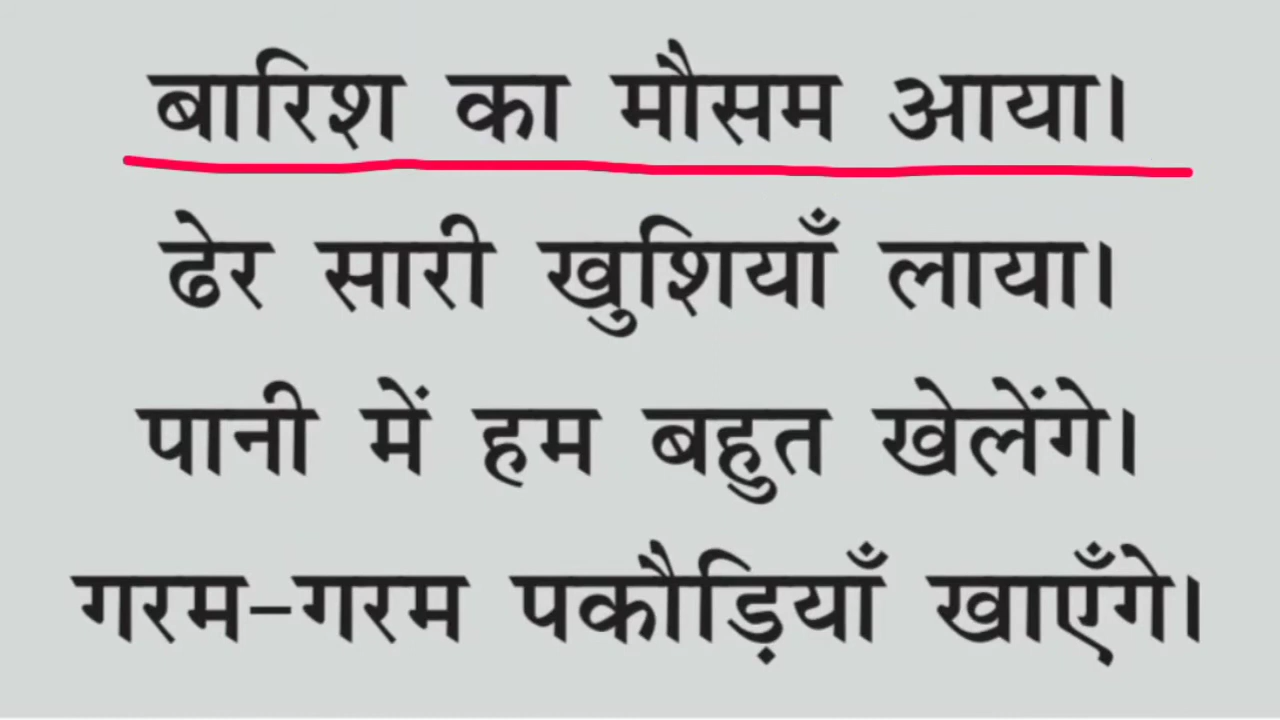 बारिश का मौसम आया।
ढेर सारी खुशियाँ लाया।
पानी में हम बहुत खेलेंगे।
गरम-गरम पकौड़ियाँ खाएँगे।